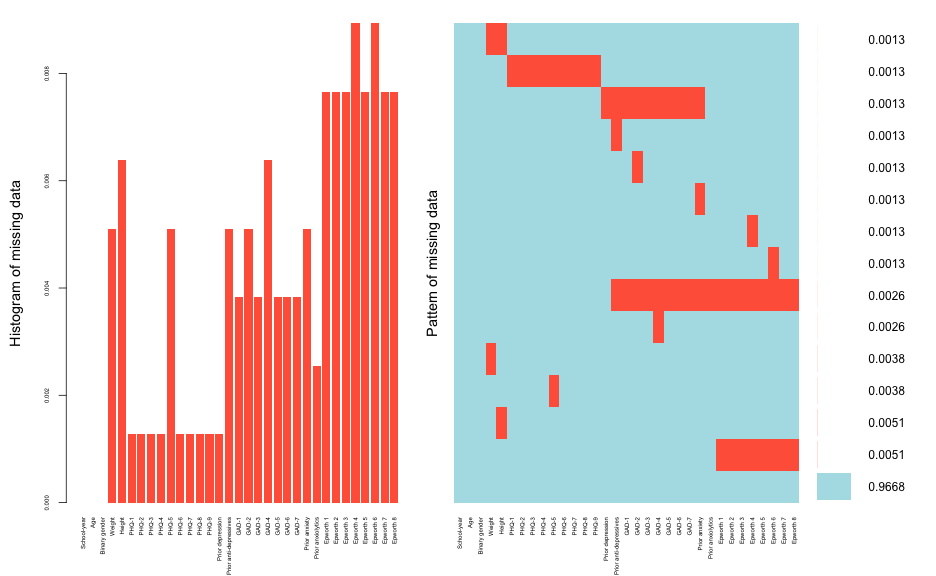 Histogram of missing data
0.008
0.006
0.004
0.002
0.000
School-year
Age
Binary gender
Weight
Height
PHQ-1
PHQ-2
PHQ-3
PHQ-4
PHQ-5
PHQ-6
PHQ-7
PHQ-8
PHQ-9
Prior depression
Prior anti-depressives
GAD-1
GAD-2
GAD-3
GAD-4
GAD-5
GAD-6
GAD-7
Prior anxiety
Prior anxiolytics
Epworth 1
Epworth 2
Epworth 3
Epworth 4
Epworth 5
Epworth 6
Epworth 7
Epworth 8
Pattern of missing data
School-year
Age
Binary gender
Weight
Height
PHQ-1
PHQ-2
PHQ-3
PHQ-4
PHQ-5
PHQ-6
PHQ-7
PHQ-8
PHQ-9
Prior depression
Prior anti-depressives
GAD-1
GAD-2
GAD-3
GAD-4
GAD-5
GAD-6
GAD-7
Prior anxiety
Prior anxiolytics
Epworth 1
Epworth 2
Epworth 3
Epworth 4
Epworth 5
Epworth 6
Epworth 7
Epworth 8
0.0013
0.0013
0.0013
0.0013
0.0013
0.0013
0.0013
0.0013
0.0026
0.0026
0.0038
0.0038
0.0051
0.0051
0.9668